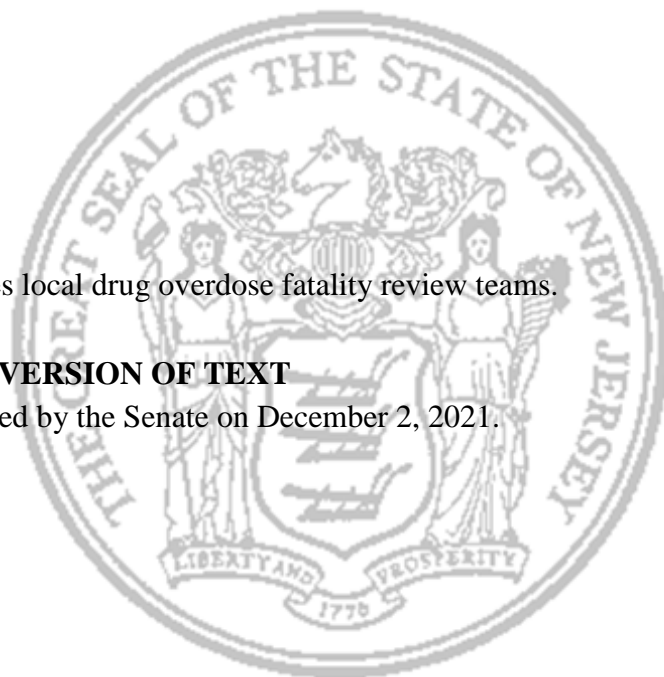 THE GREAT SEAL OF THE STATE OF NEW JERSEY
s local drug overdose fatality review teams.
VERSION OF TEXT
ed by the Senate on December 2, 2021.
LIBERTY AND PROSPERITY
1776